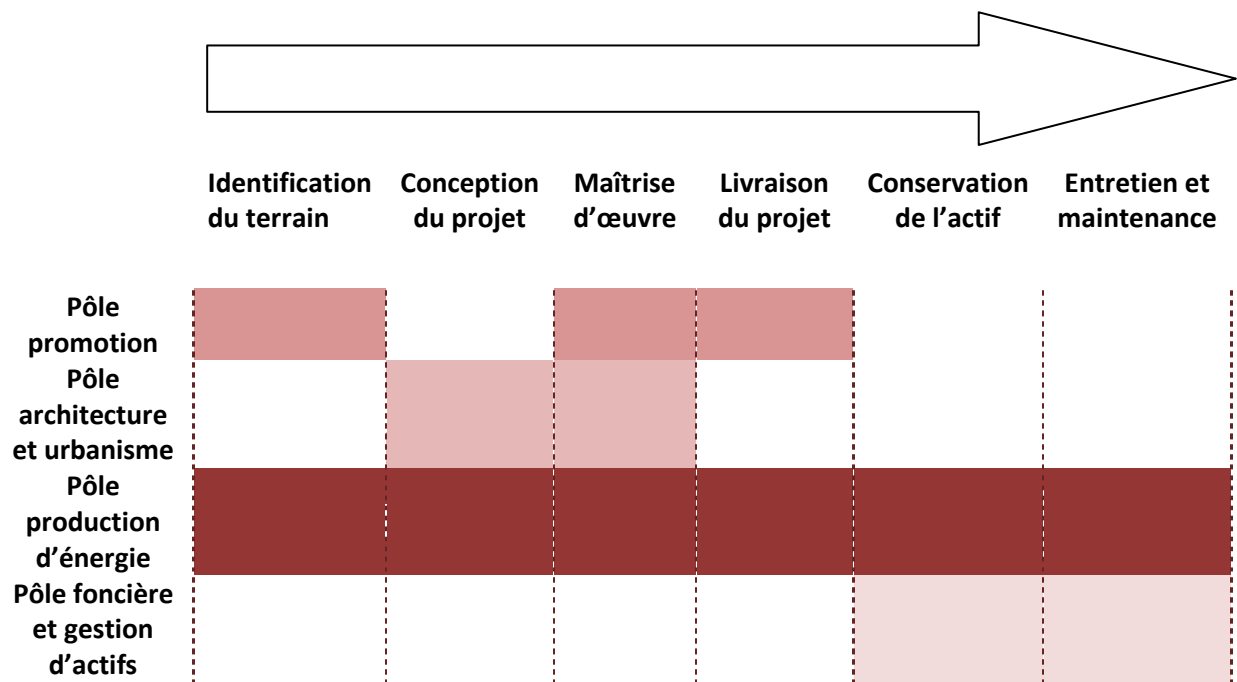 Identification Conception Maîtrise Livraison Conservation Entretien et
du terrain du projet d’œuvre du projet de l’actif maintenance
Pôle
promotion
Pôle
architecture
et urbanisme
Pôle
production
d’énergie
Pôle foncière
et gestion
d’actifs